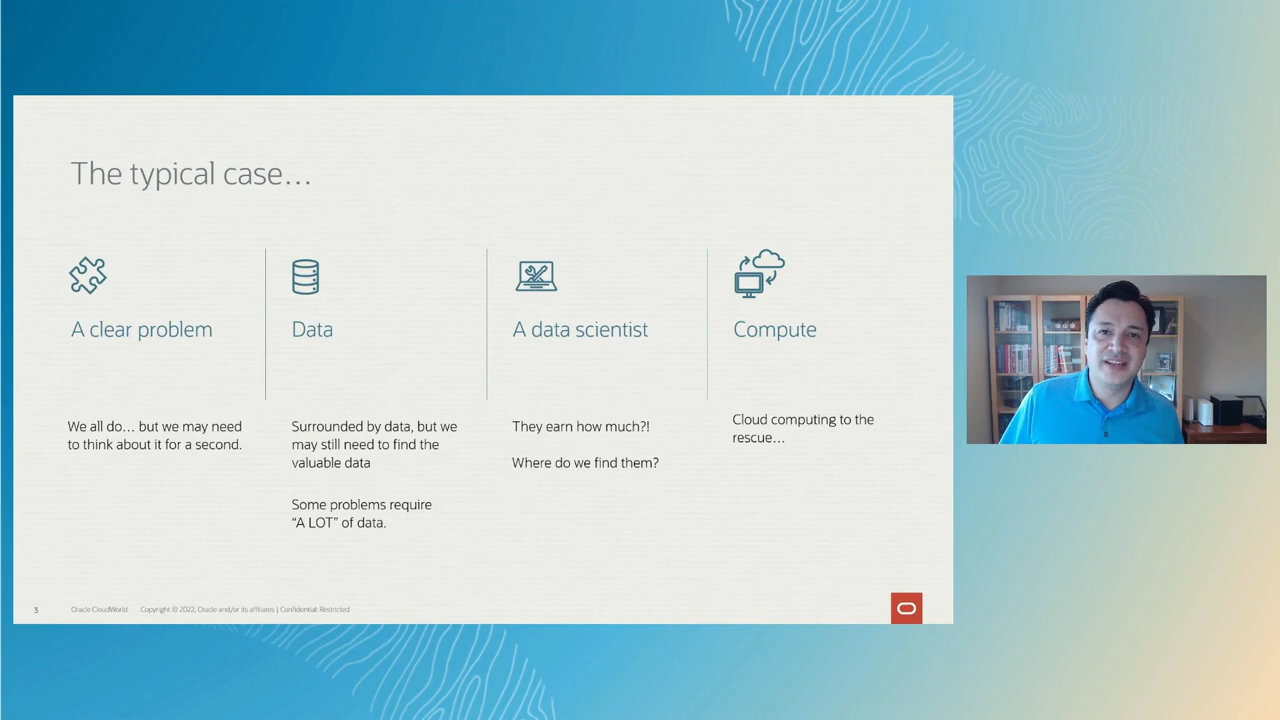 The typical case...
A clear problem
Data
A data scientist
Compute
We all do... but we may need
to think about it for a second.
Surrounded by data, but we
may still need to find the
valuable data
Some problems require
“A LOT” of data.
They earn how much?!
Where do we find them?
Cloud computing to the
rescue...
3 Oracle CloudWorld Copyright © 2022, Oracle and/or its affiliates | Confidential: Restricted